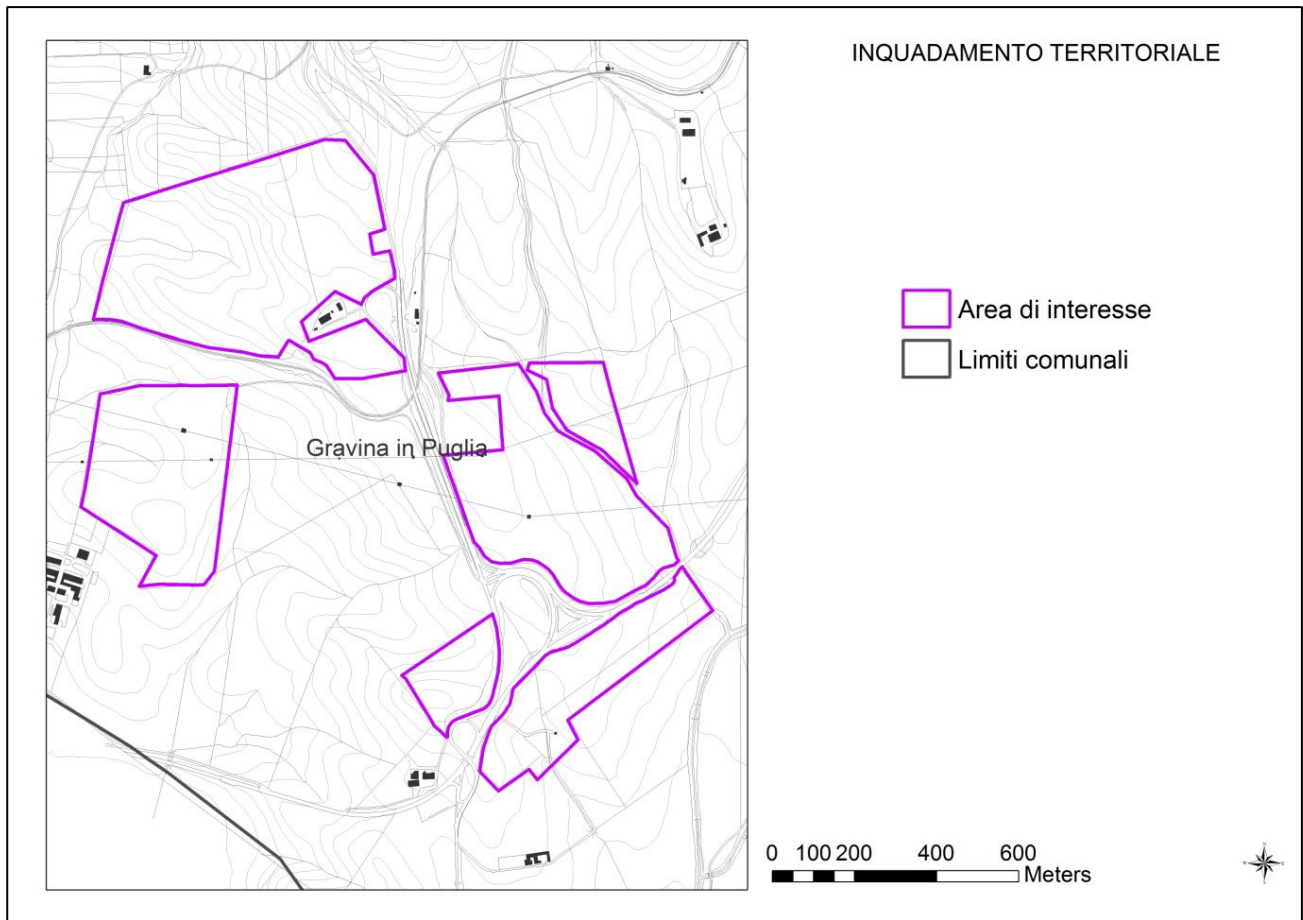 INQUADAMENTO TERRITORIALE
Area di interesse
Limiti comunali
Gravina in Puglia
0 100 200 400 600
Meters